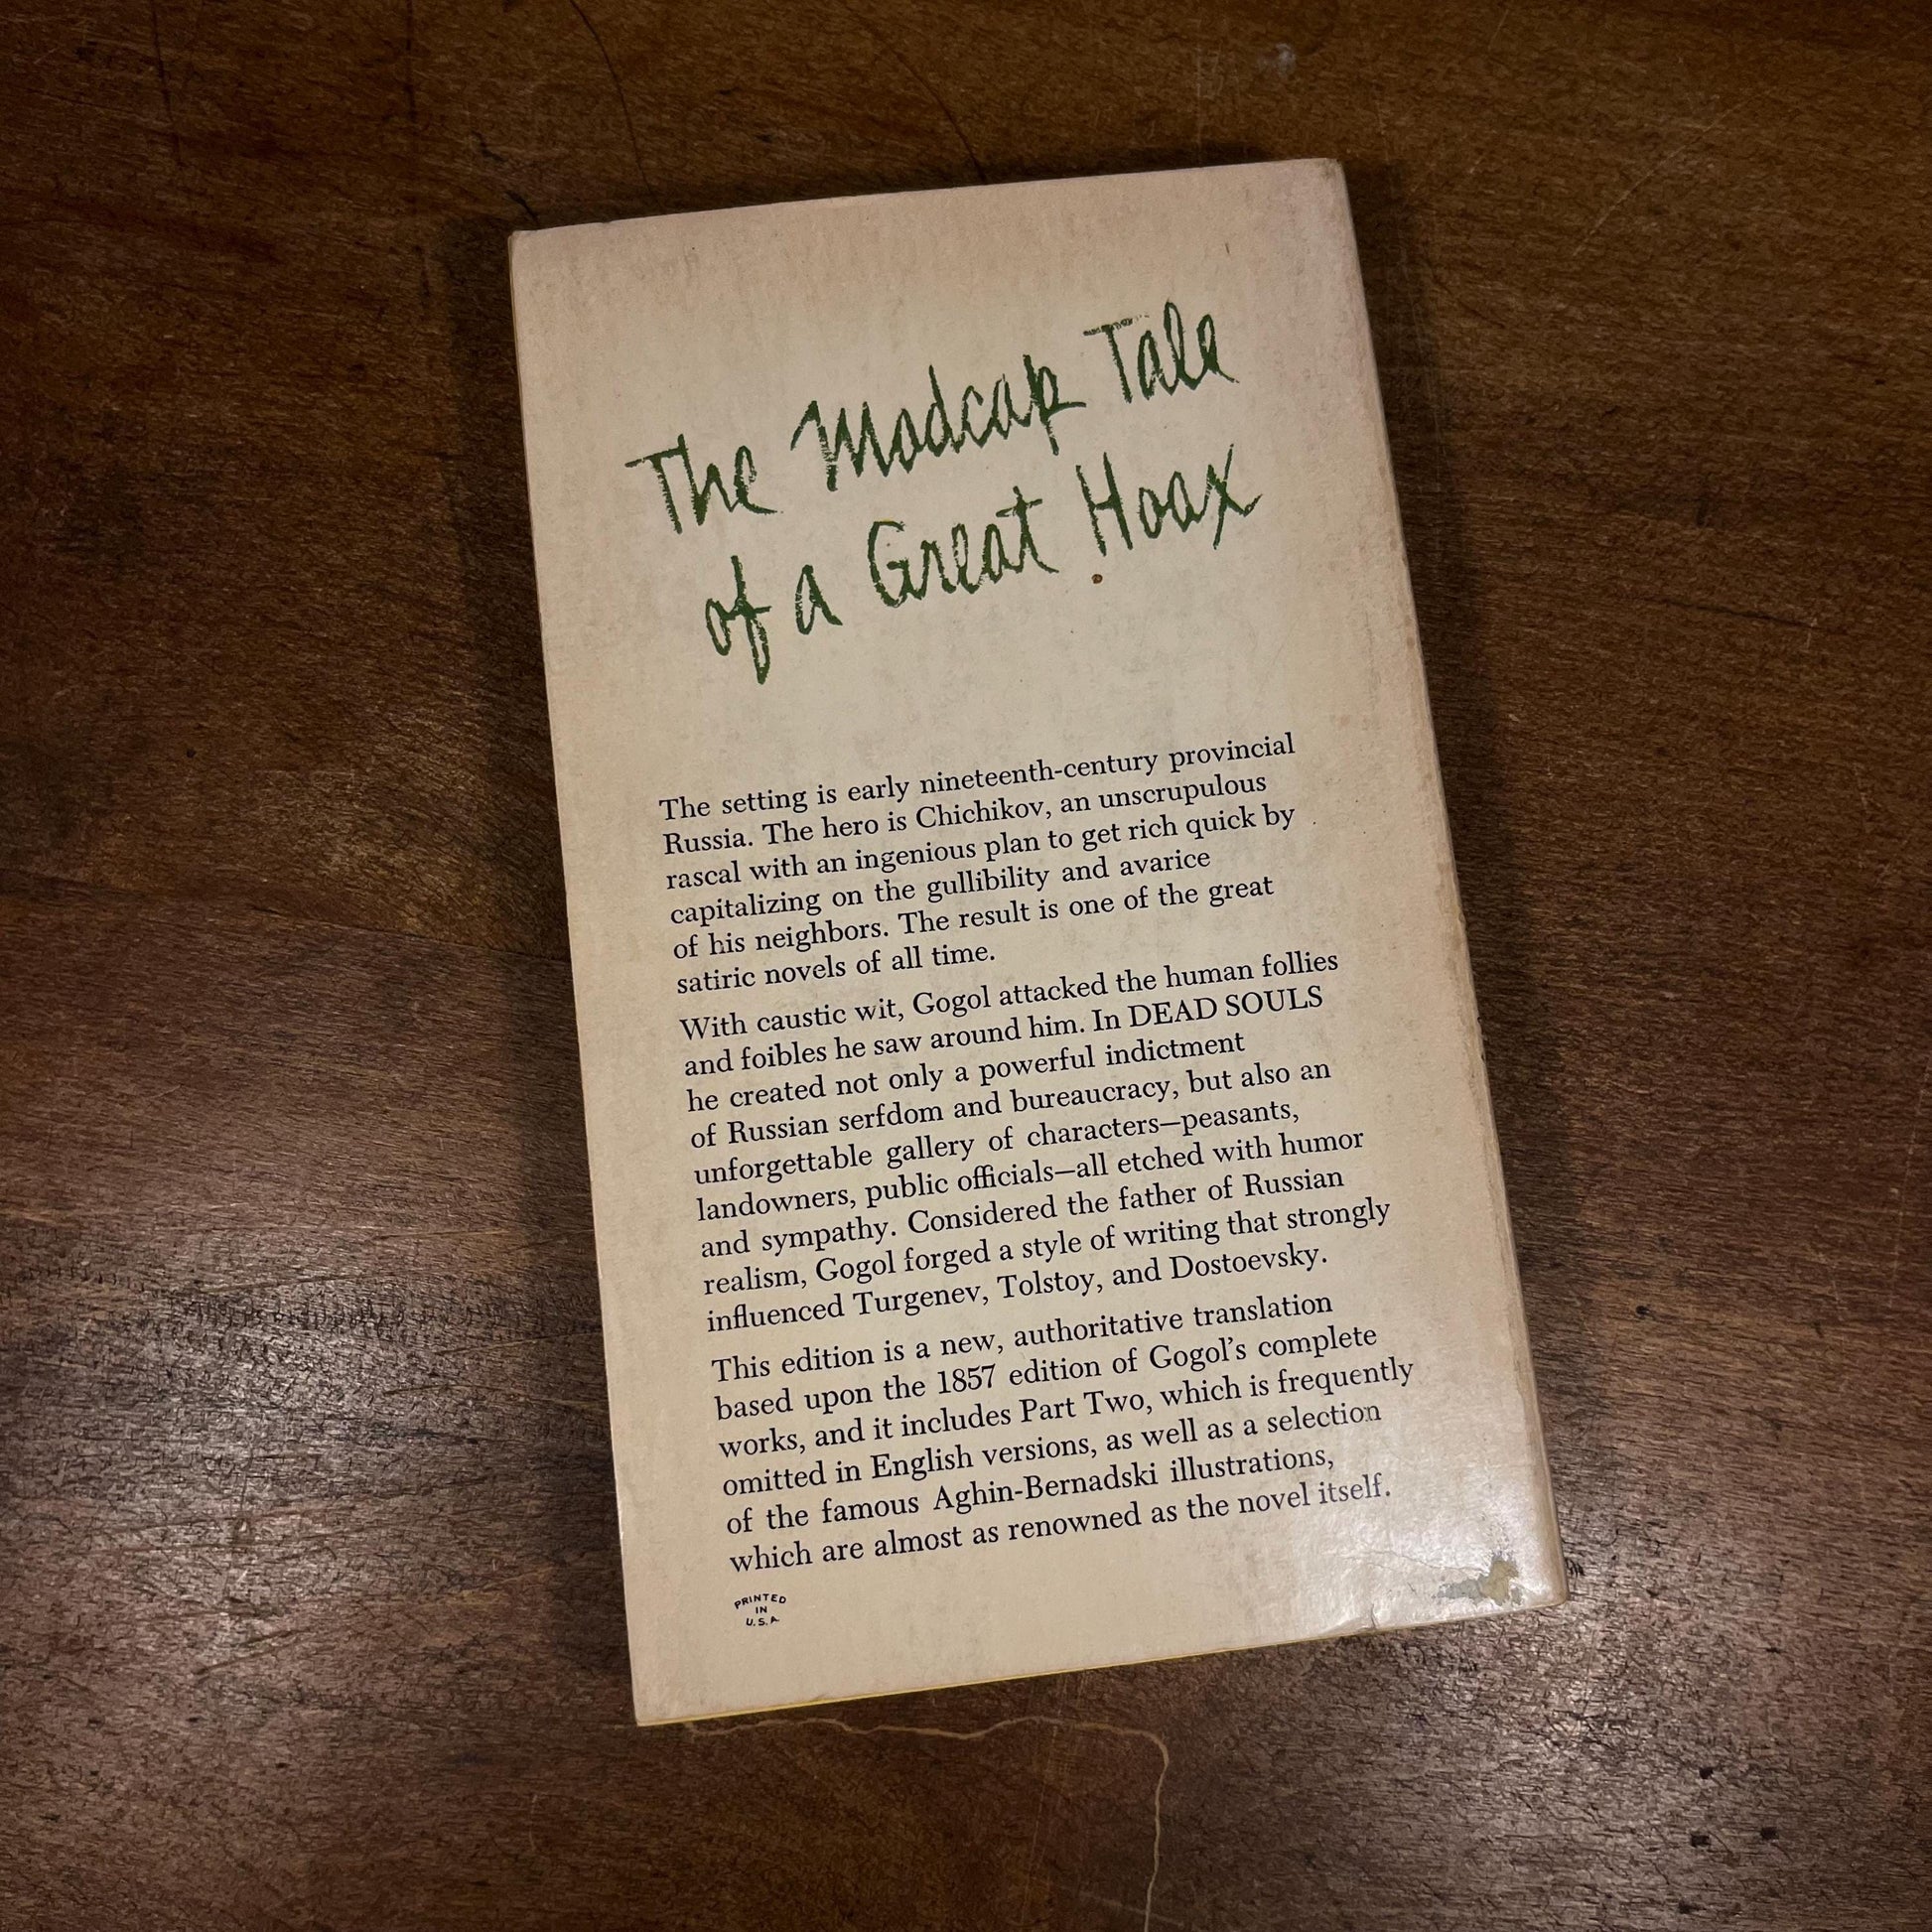 The Madcap Tale
of a Great Hoax
The setting is early nineteenth-century provincial
Russia. The hero is Chichikov, an unscrupulous
rascal with an ingenious plan to get rich quick by
capitalizing on the gullibility and avarice
of his neighbors. The result is one of the great
satiric novels of all time.
With caustic wit, Gogol attacked the human follies
and foibles he saw around him. In DEAD SOULS
he created not only a powerful indictment
of Russian serfdom and bureaucracy, but also an
unforgettable gallery of characters—peasants,
landowners, public officials—all etched with humor
and sympathy. Considered the father of Russian
realism, Gogol forged a style of writing that strongly
influenced Turgenev, Tolstoy, and Dostoevsky.
This edition is a new, authoritative translation
based upon the 1857 edition of Gogol's complete
works, and it includes Part Two, which is frequently
omitted in English versions, as well as a selection
of the famous Aghin-Bernadski illustrations,
which are almost as renowned as the novel itself.
PRINTED
IN
U.S.A.